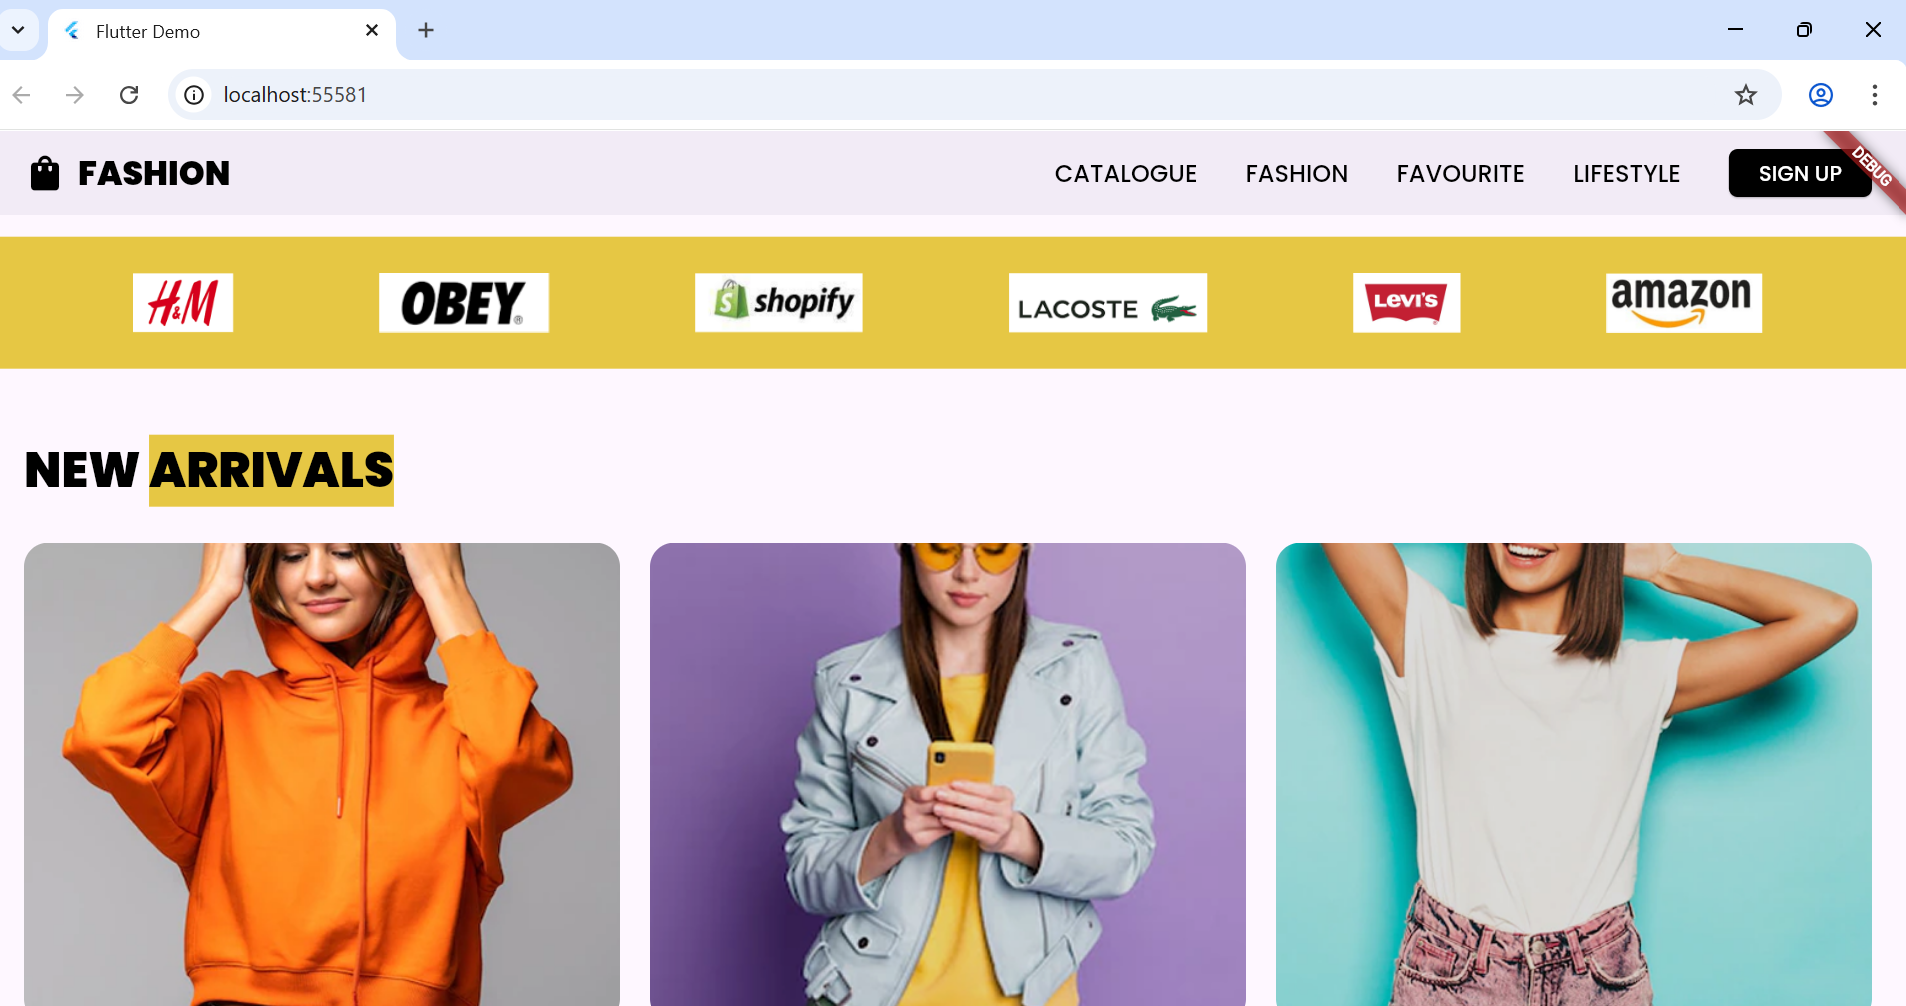 Flutter Demo
localhost:55581
FASHION
CATALOGUE FASHION FAVOURITE LIFESTYLE SIGN UP
DEBUG
H&M OBEY® shopify LACOSTE LEVI'S® amazon
NEW ARRIVALS